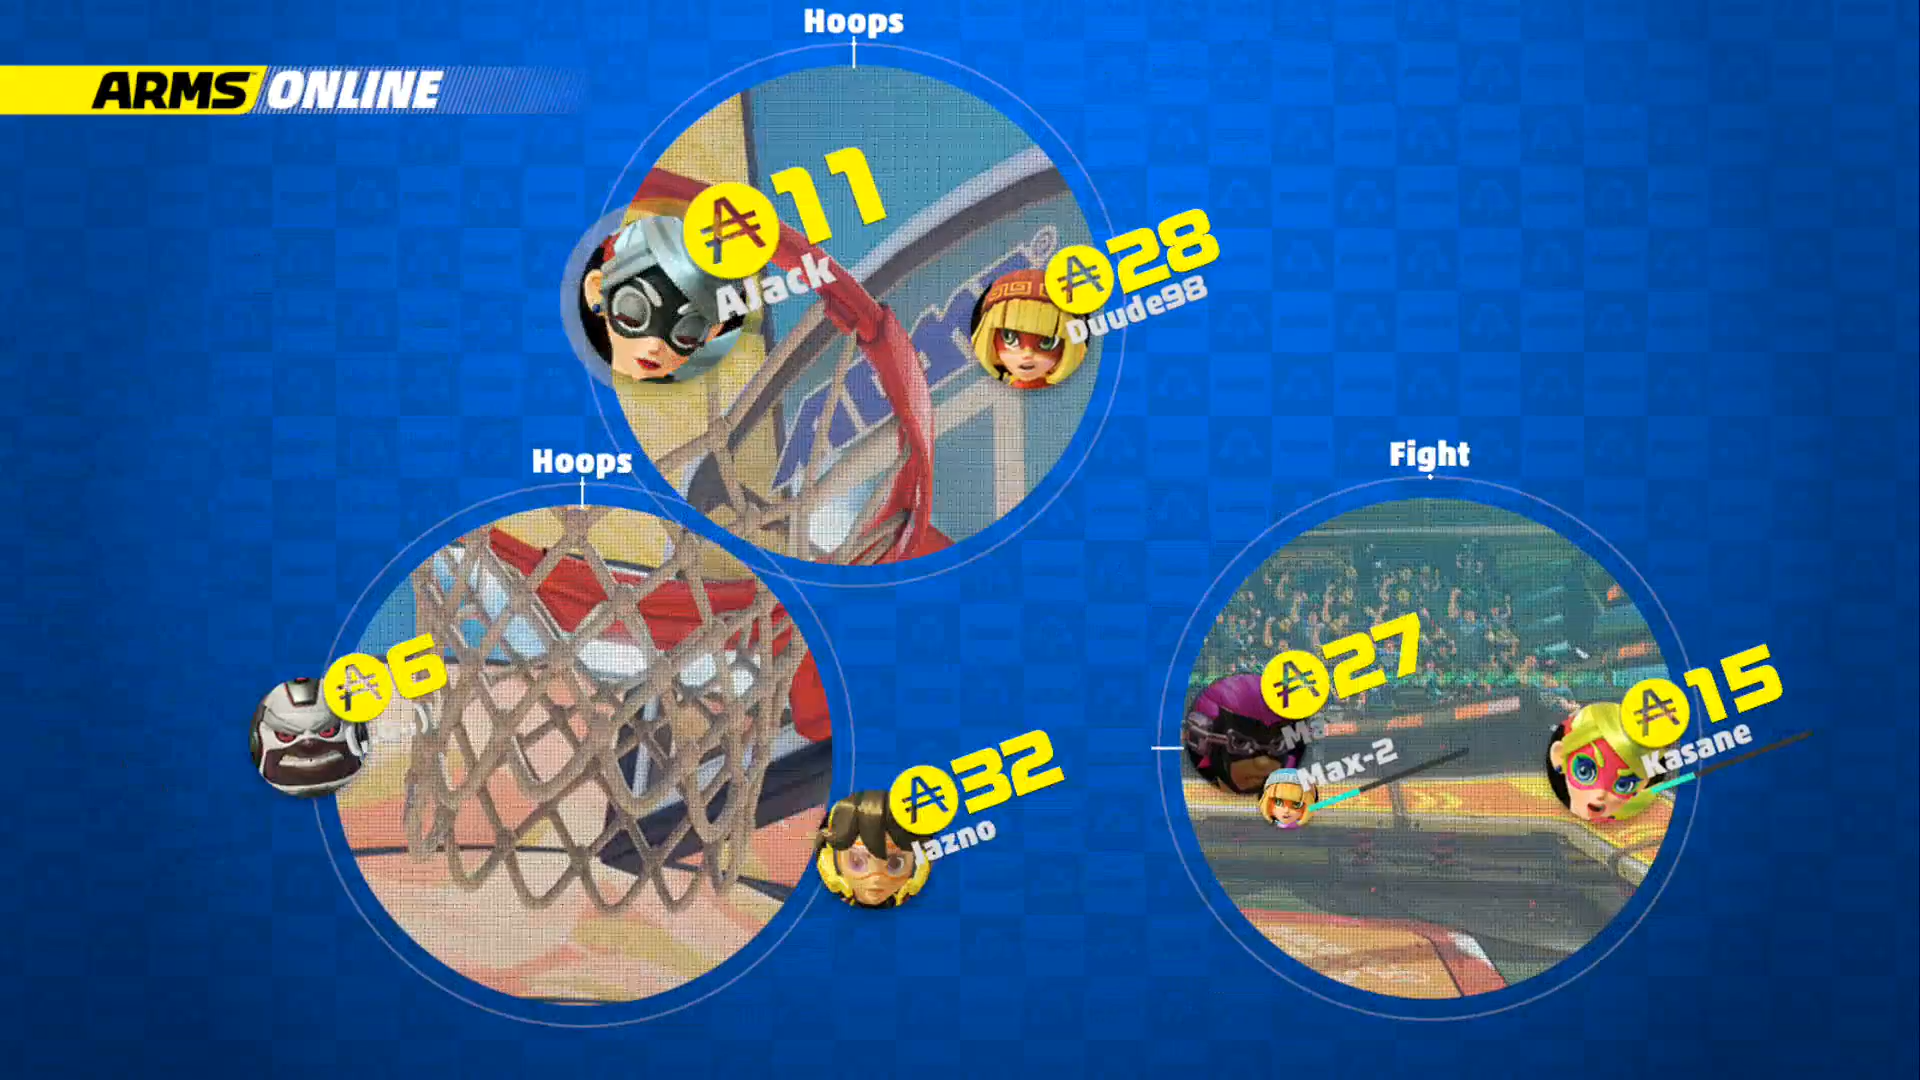 Hoops
ARMS ONLINE
11
AJack
28
Duude98
Hoops
Fight
6
32
Jazno
27
Max-2
15
Kasane